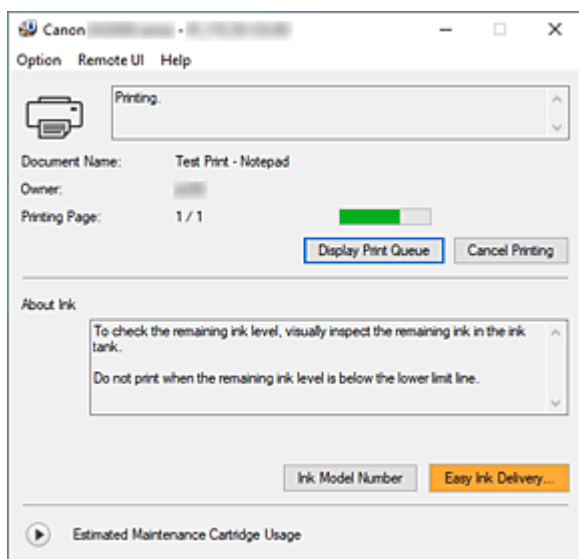 Canon -
Option Remote UI Help
Printing.
Document Name: Test Print - Notepad
Owner:
Printing Page: 1 / 1
Display Print Queue Cancel Printing
About Ink
To check the remaining ink level, visually inspect the remaining ink in the ink
tank.
Do not print when the remaining ink level is below the lower limit line.
Ink Model Number Easy Ink Delivery...
Estimated Maintenance Cartridge Usage